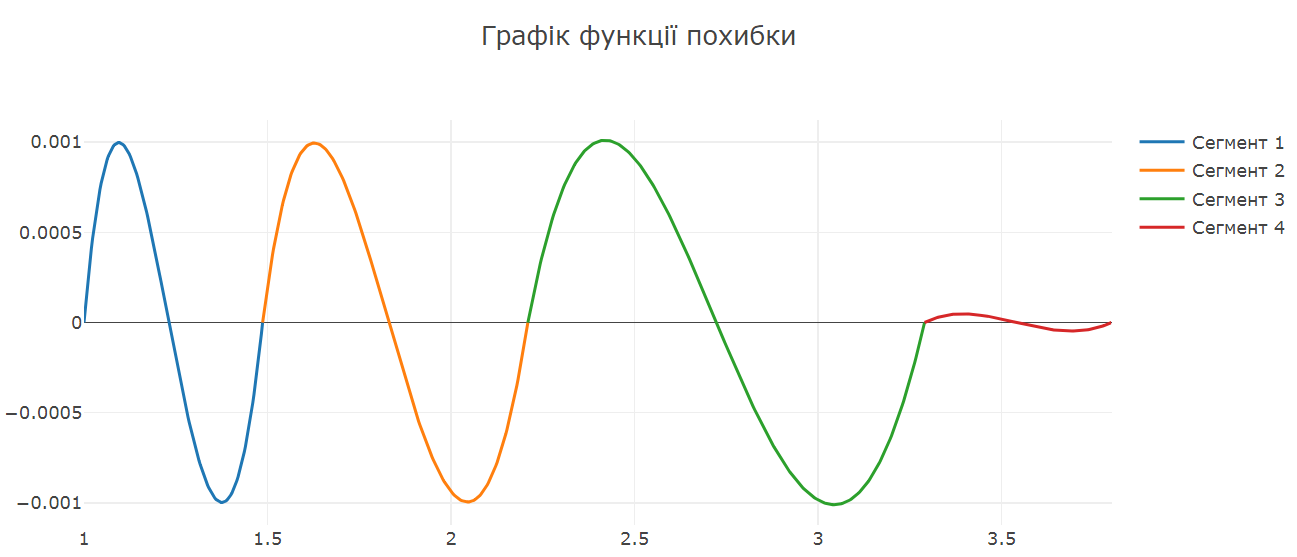 Графік функції похибки
0.001
0.0005
0
−0.0005
−0.001
1
1.5
2
2.5
3
3.5
Сегмент 1
Сегмент 2
Сегмент 3
Сегмент 4